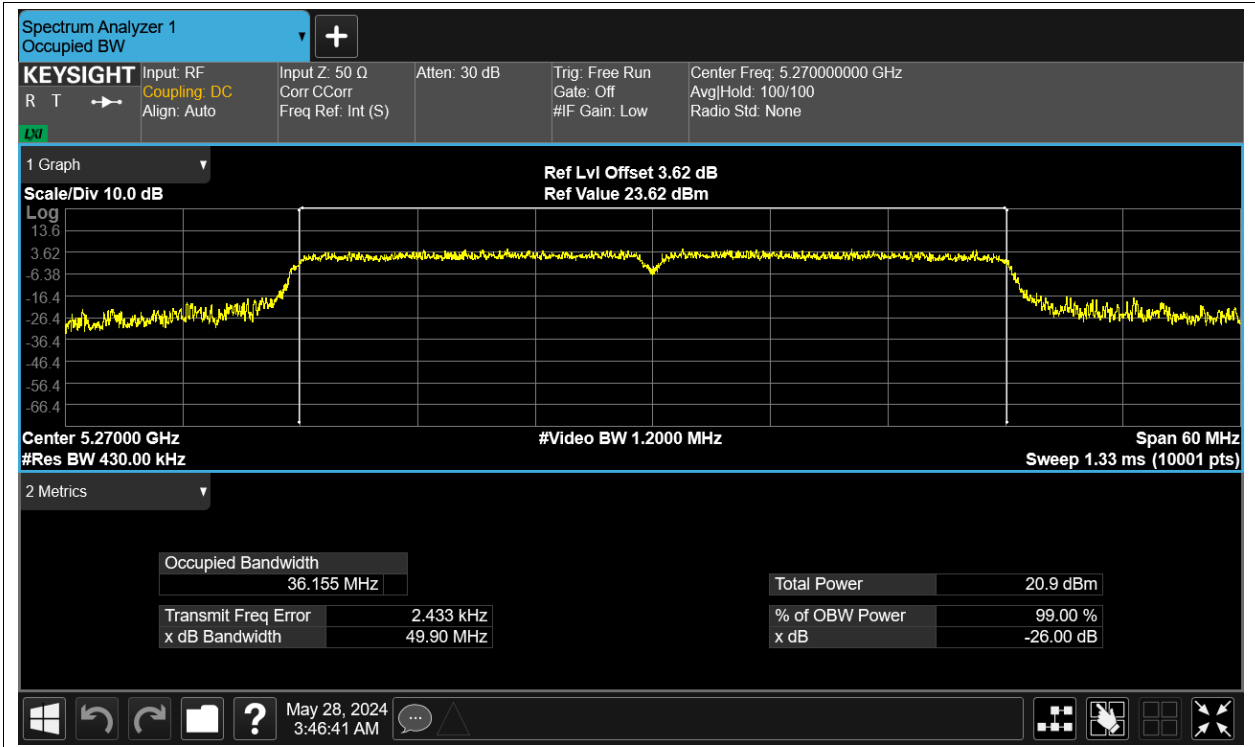 Spectrum Analyzer 1
Occupied BW
+
KEYSIGHT
R T
LXI
Input: RF
Coupling: DC
Align: Auto
Input Z: 50 Ω
Corr CCorr
Freq Ref: Int (S)
Atten: 30 dB
Trig: Free Run
Gate: Off
#IF Gain: Low
Center Freq: 5.270000000 GHz
Avg|Hold: 100/100
Radio Std: None
1 Graph
Scale/Div 10.0 dB
Ref Lvl Offset 3.62 dB
Ref Value 23.62 dBm
Log
13.6
3.62
-6.38
-16.4
-26.4
-36.4
-46.4
-56.4
-66.4
Center 5.27000 GHz
#Res BW 430.00 kHz
#Video BW 1.2000 MHz
Span 60 MHz
Sweep 1.33 ms (10001 pts)
2 Metrics
Occupied Bandwidth
36.155 MHz
Transmit Freq Error 2.433 kHz
x dB Bandwidth 49.90 MHz
Total Power 20.9 dBm
% of OBW Power 99.00 %
x dB -26.00 dB
?
May 28, 2024
3:46:41 AM